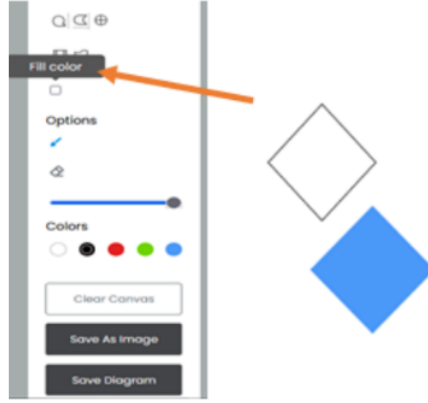 Fill color
Options
Colors
Clear Canvas
Save As Image
Save Diagram